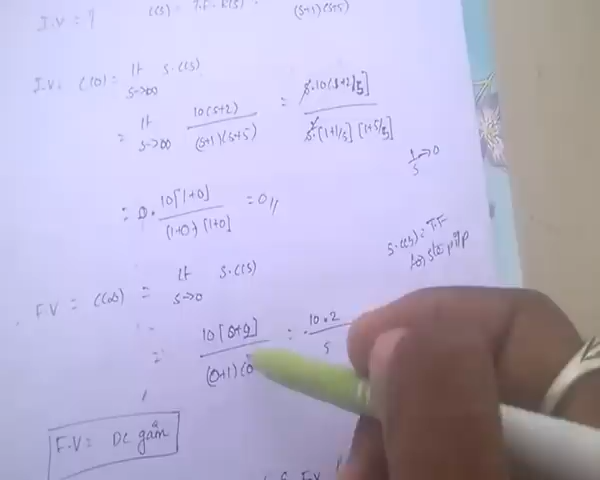 I.V = ?
C(S) = T.F. R(S)
(S+1)(S+5)
I.V = C(0) = lt S→∞ S.C(S)
= lt S→∞ 10(S+2) / (S+1)(S+5) = S.10(S+2/S] / S².[1+1/S] [1+5/S]
1/S → 0
= 0. 10[1+0] / (1+0) [1+0] = 0//
S.C(S) = T.F
for step i/p
F.V = C(∞) = lt S→0 S.C(S)
= 10[0+2] / (0+1)(0 = 10×2 / 5
F.V = DC gain
F.V